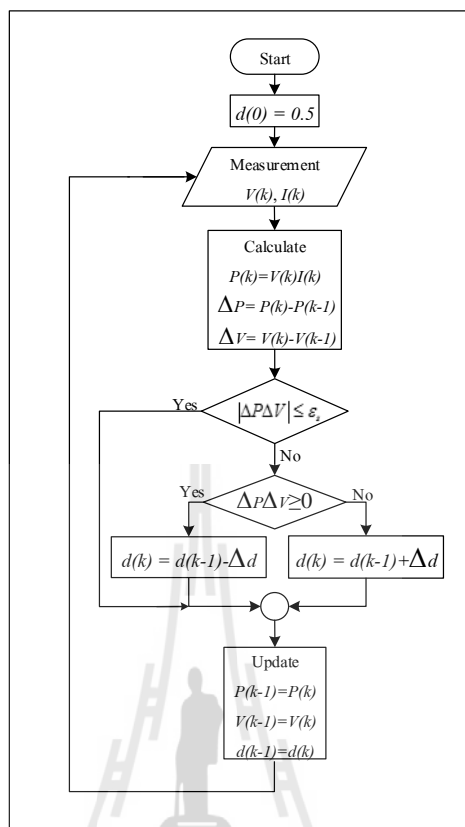 Start
d(0) = 0.5
Measurement
V(k), I(k)
Calculate
P(k)=V(k)I(k)
ΔP= P(k)-P(k-1)
ΔV= V(k)-V(k-1)
Yes
|ΔPΔV| ≤ εs
No
Yes
ΔPΔV≥0
No
d(k) = d(k-1)-Δd
d(k) = d(k-1)+Δd
Update
P(k-1)=P(k)
V(k-1)=V(k)
d(k-1)=d(k)